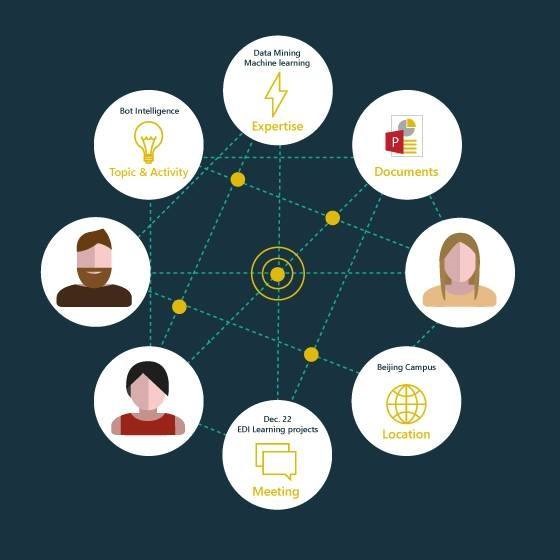 Data Mining
Machine learning
Expertise
Bot Intelligence
Topic & Activity
P
Documents
Beijing Campus
Location
Dec. 22
EDI Learning projects
Meeting